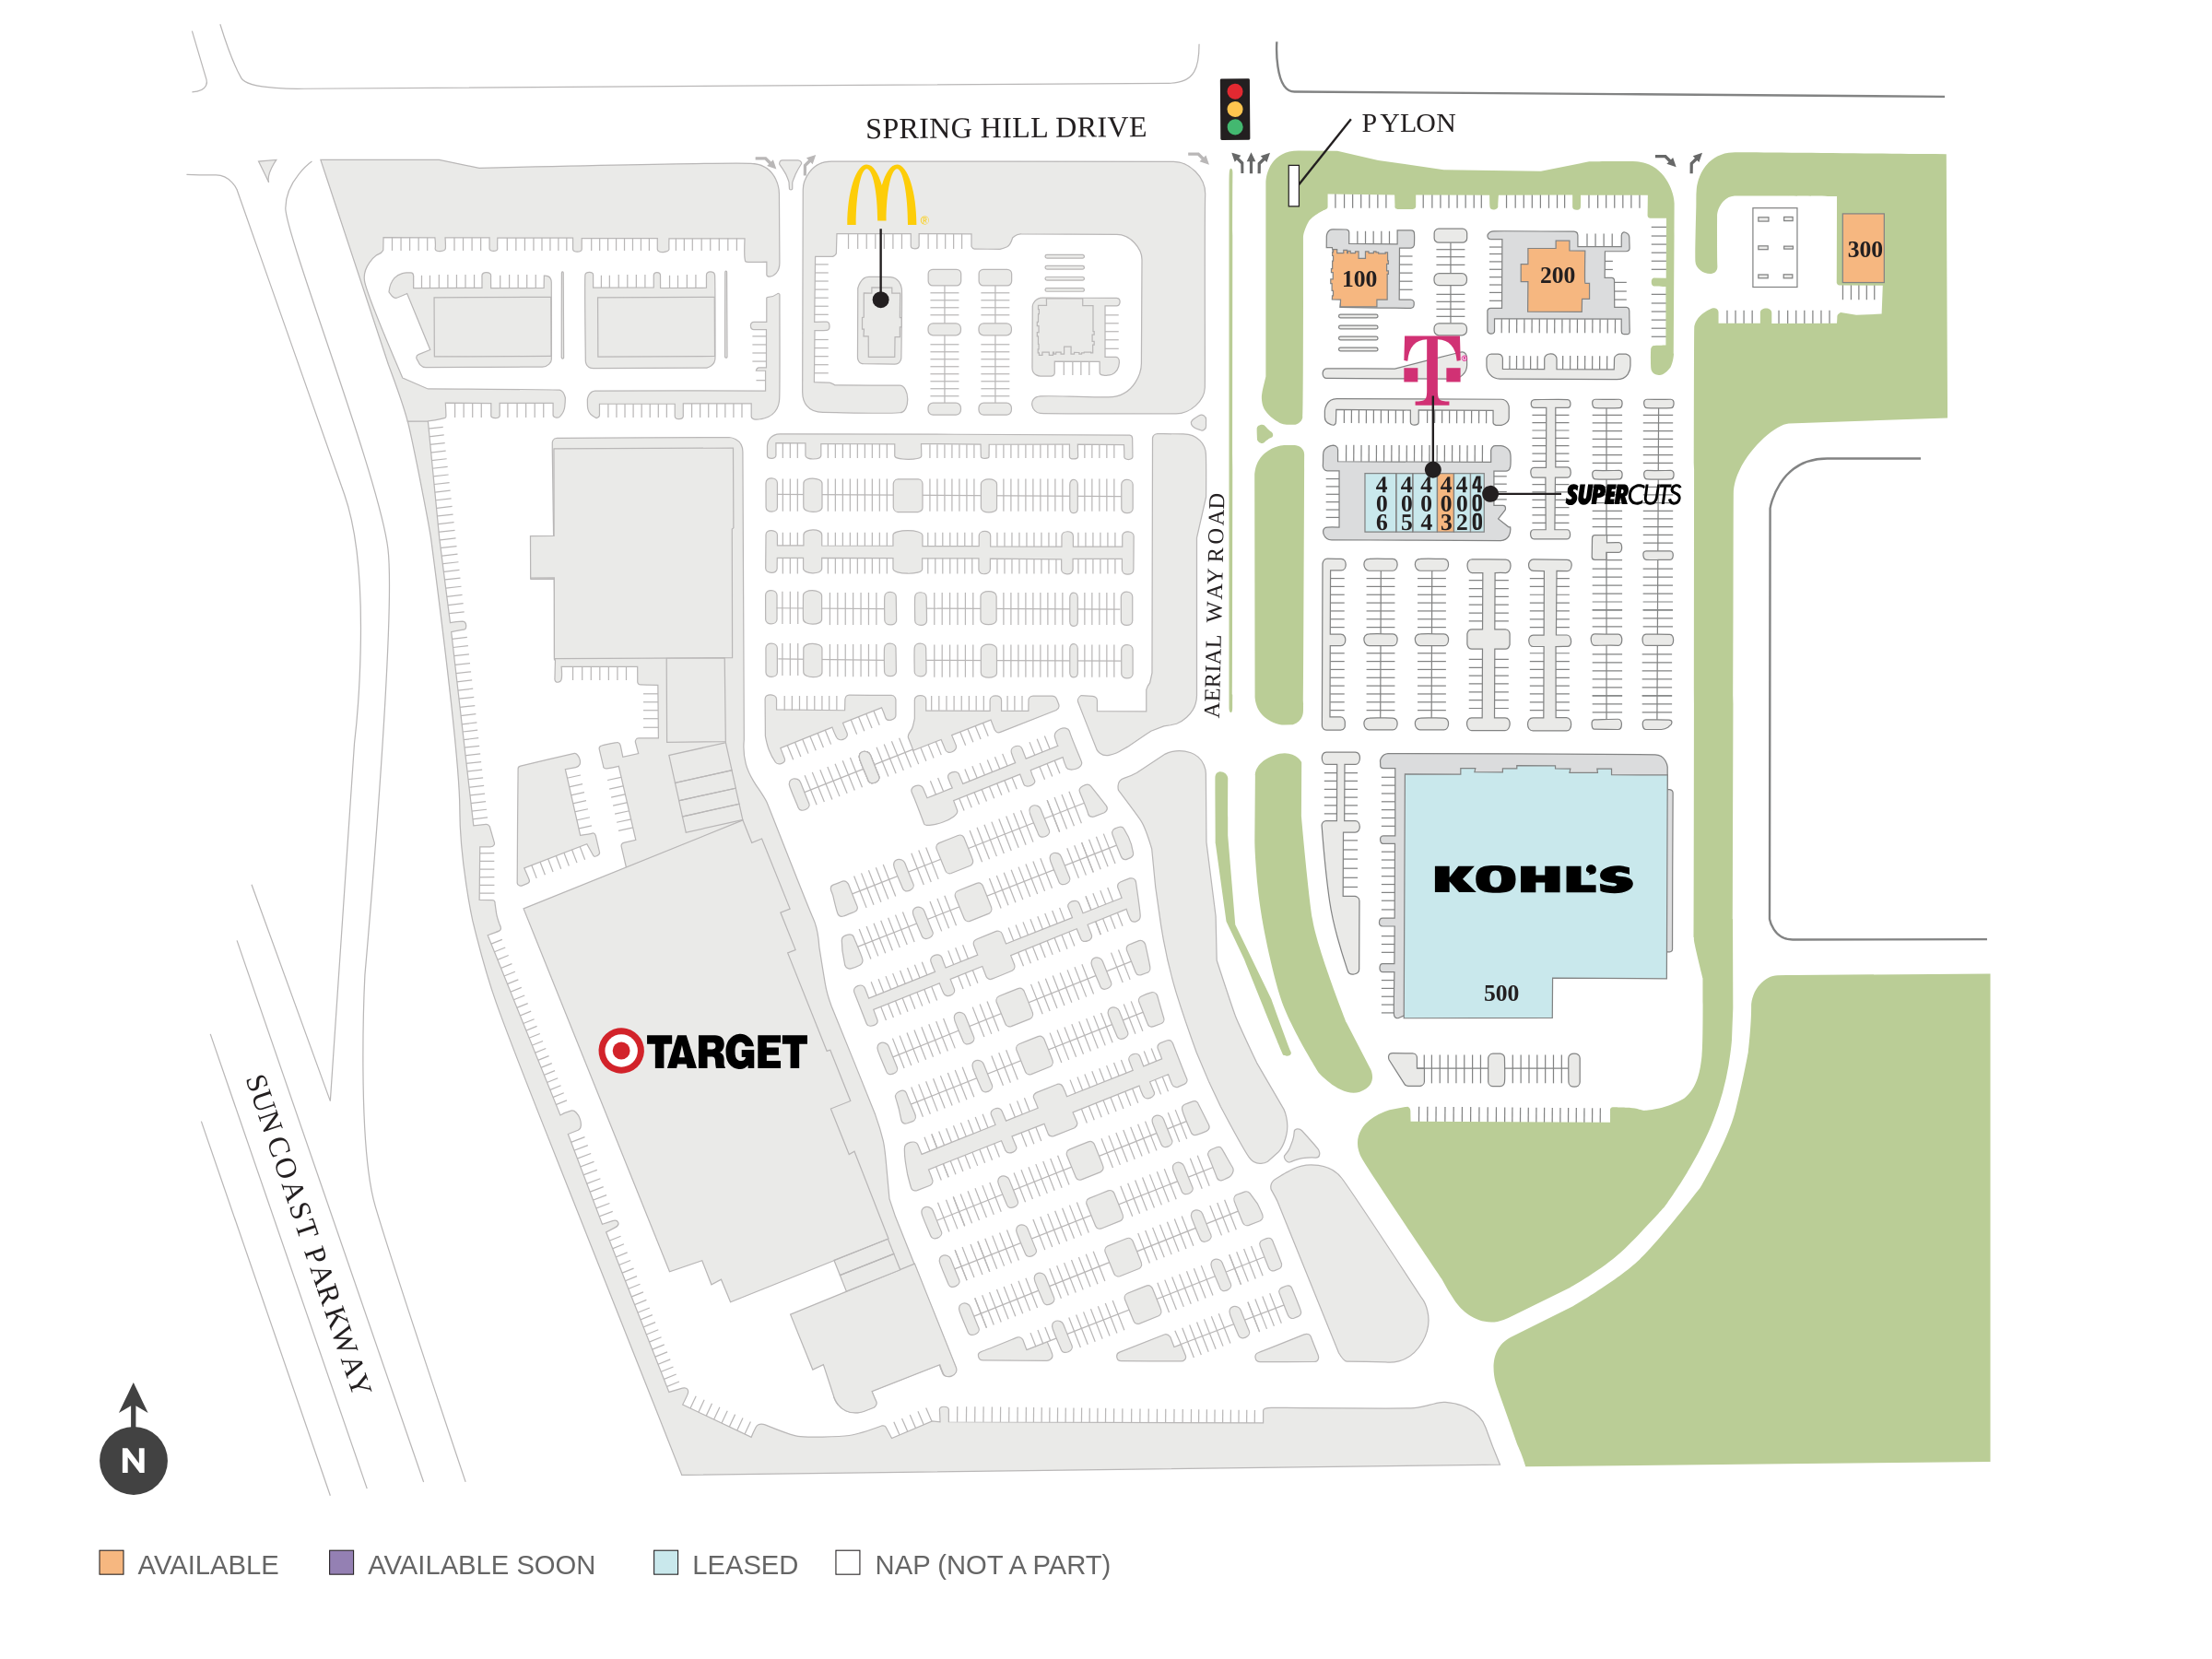 SPRING HILL DRIVE
PYLON
®
100
200
300
T®
406
405
404
403
402
400
SUPERCUTS
AERIAL WAY ROAD
KOHL'S
500
TARGET
SUNCOAST PARKWAY
N
AVAILABLE
AVAILABLE SOON
LEASED
NAP (NOT A PART)